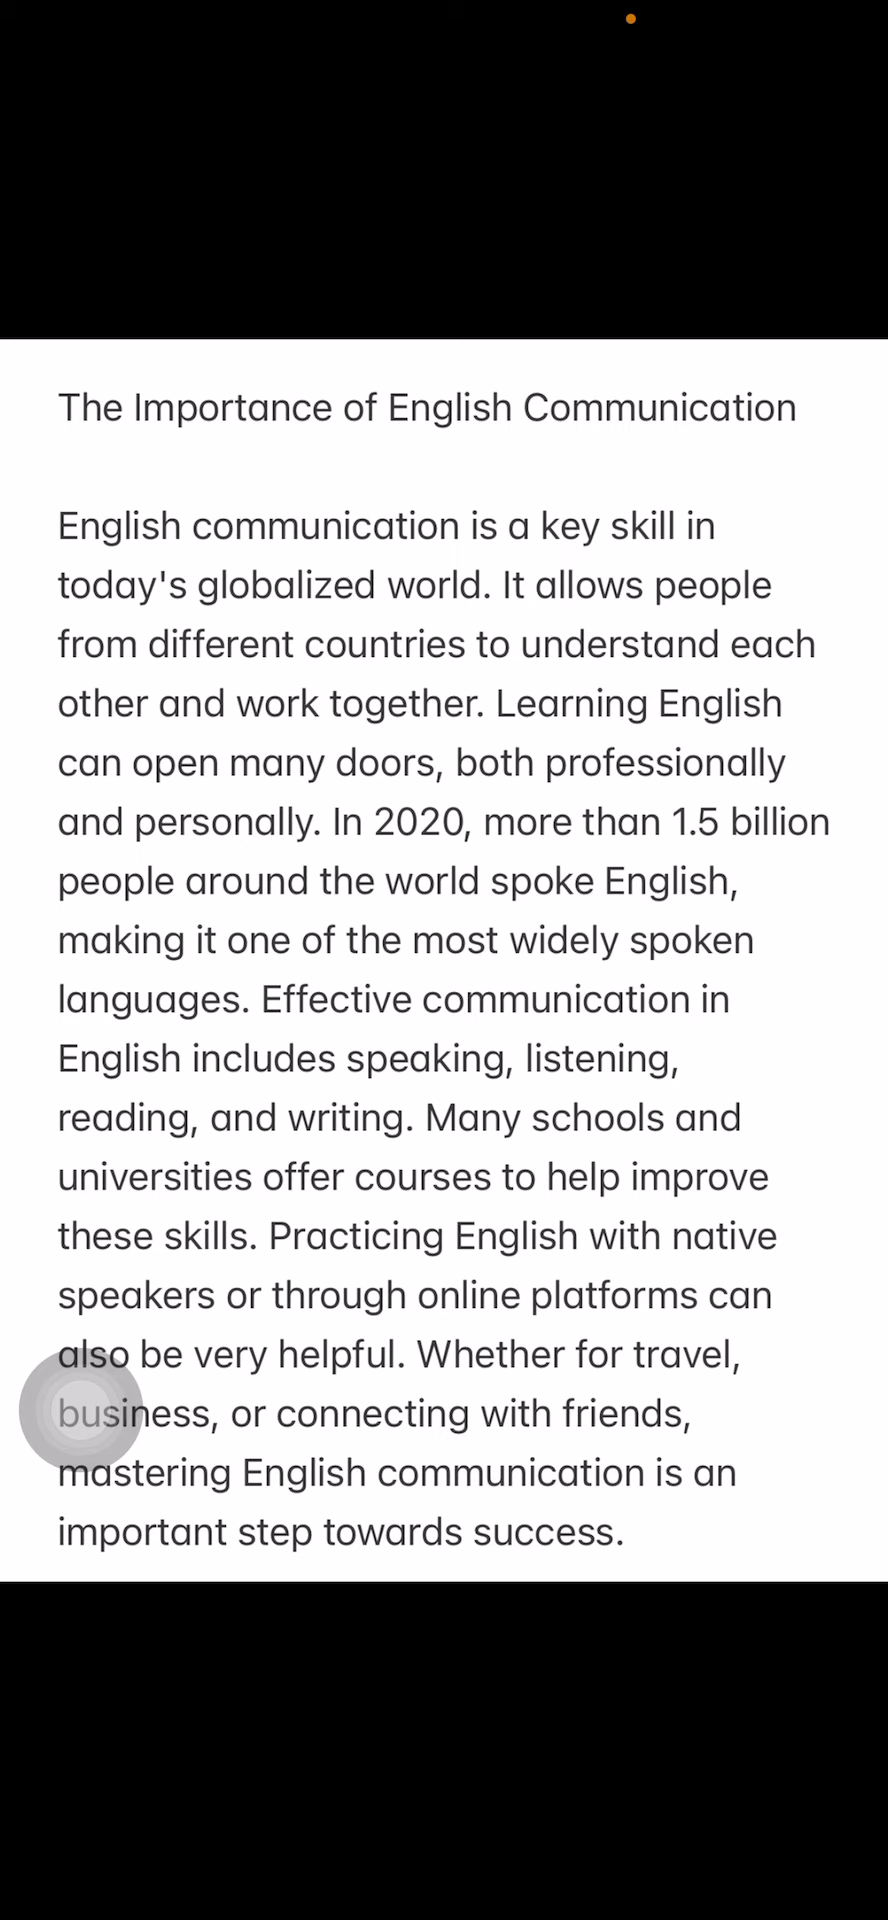 The Importance of English Communication
English communication is a key skill in
today's globalized world. It allows people
from different countries to understand each
other and work together. Learning English
can open many doors, both professionally
and personally. In 2020, more than 1.5 billion
people around the world spoke English,
making it one of the most widely spoken
languages. Effective communication in
English includes speaking, listening,
reading, and writing. Many schools and
universities offer courses to help improve
these skills. Practicing English with native
speakers or through online platforms can
also be very helpful. Whether for travel,
business, or connecting with friends,
mastering English communication is an
important step towards success.